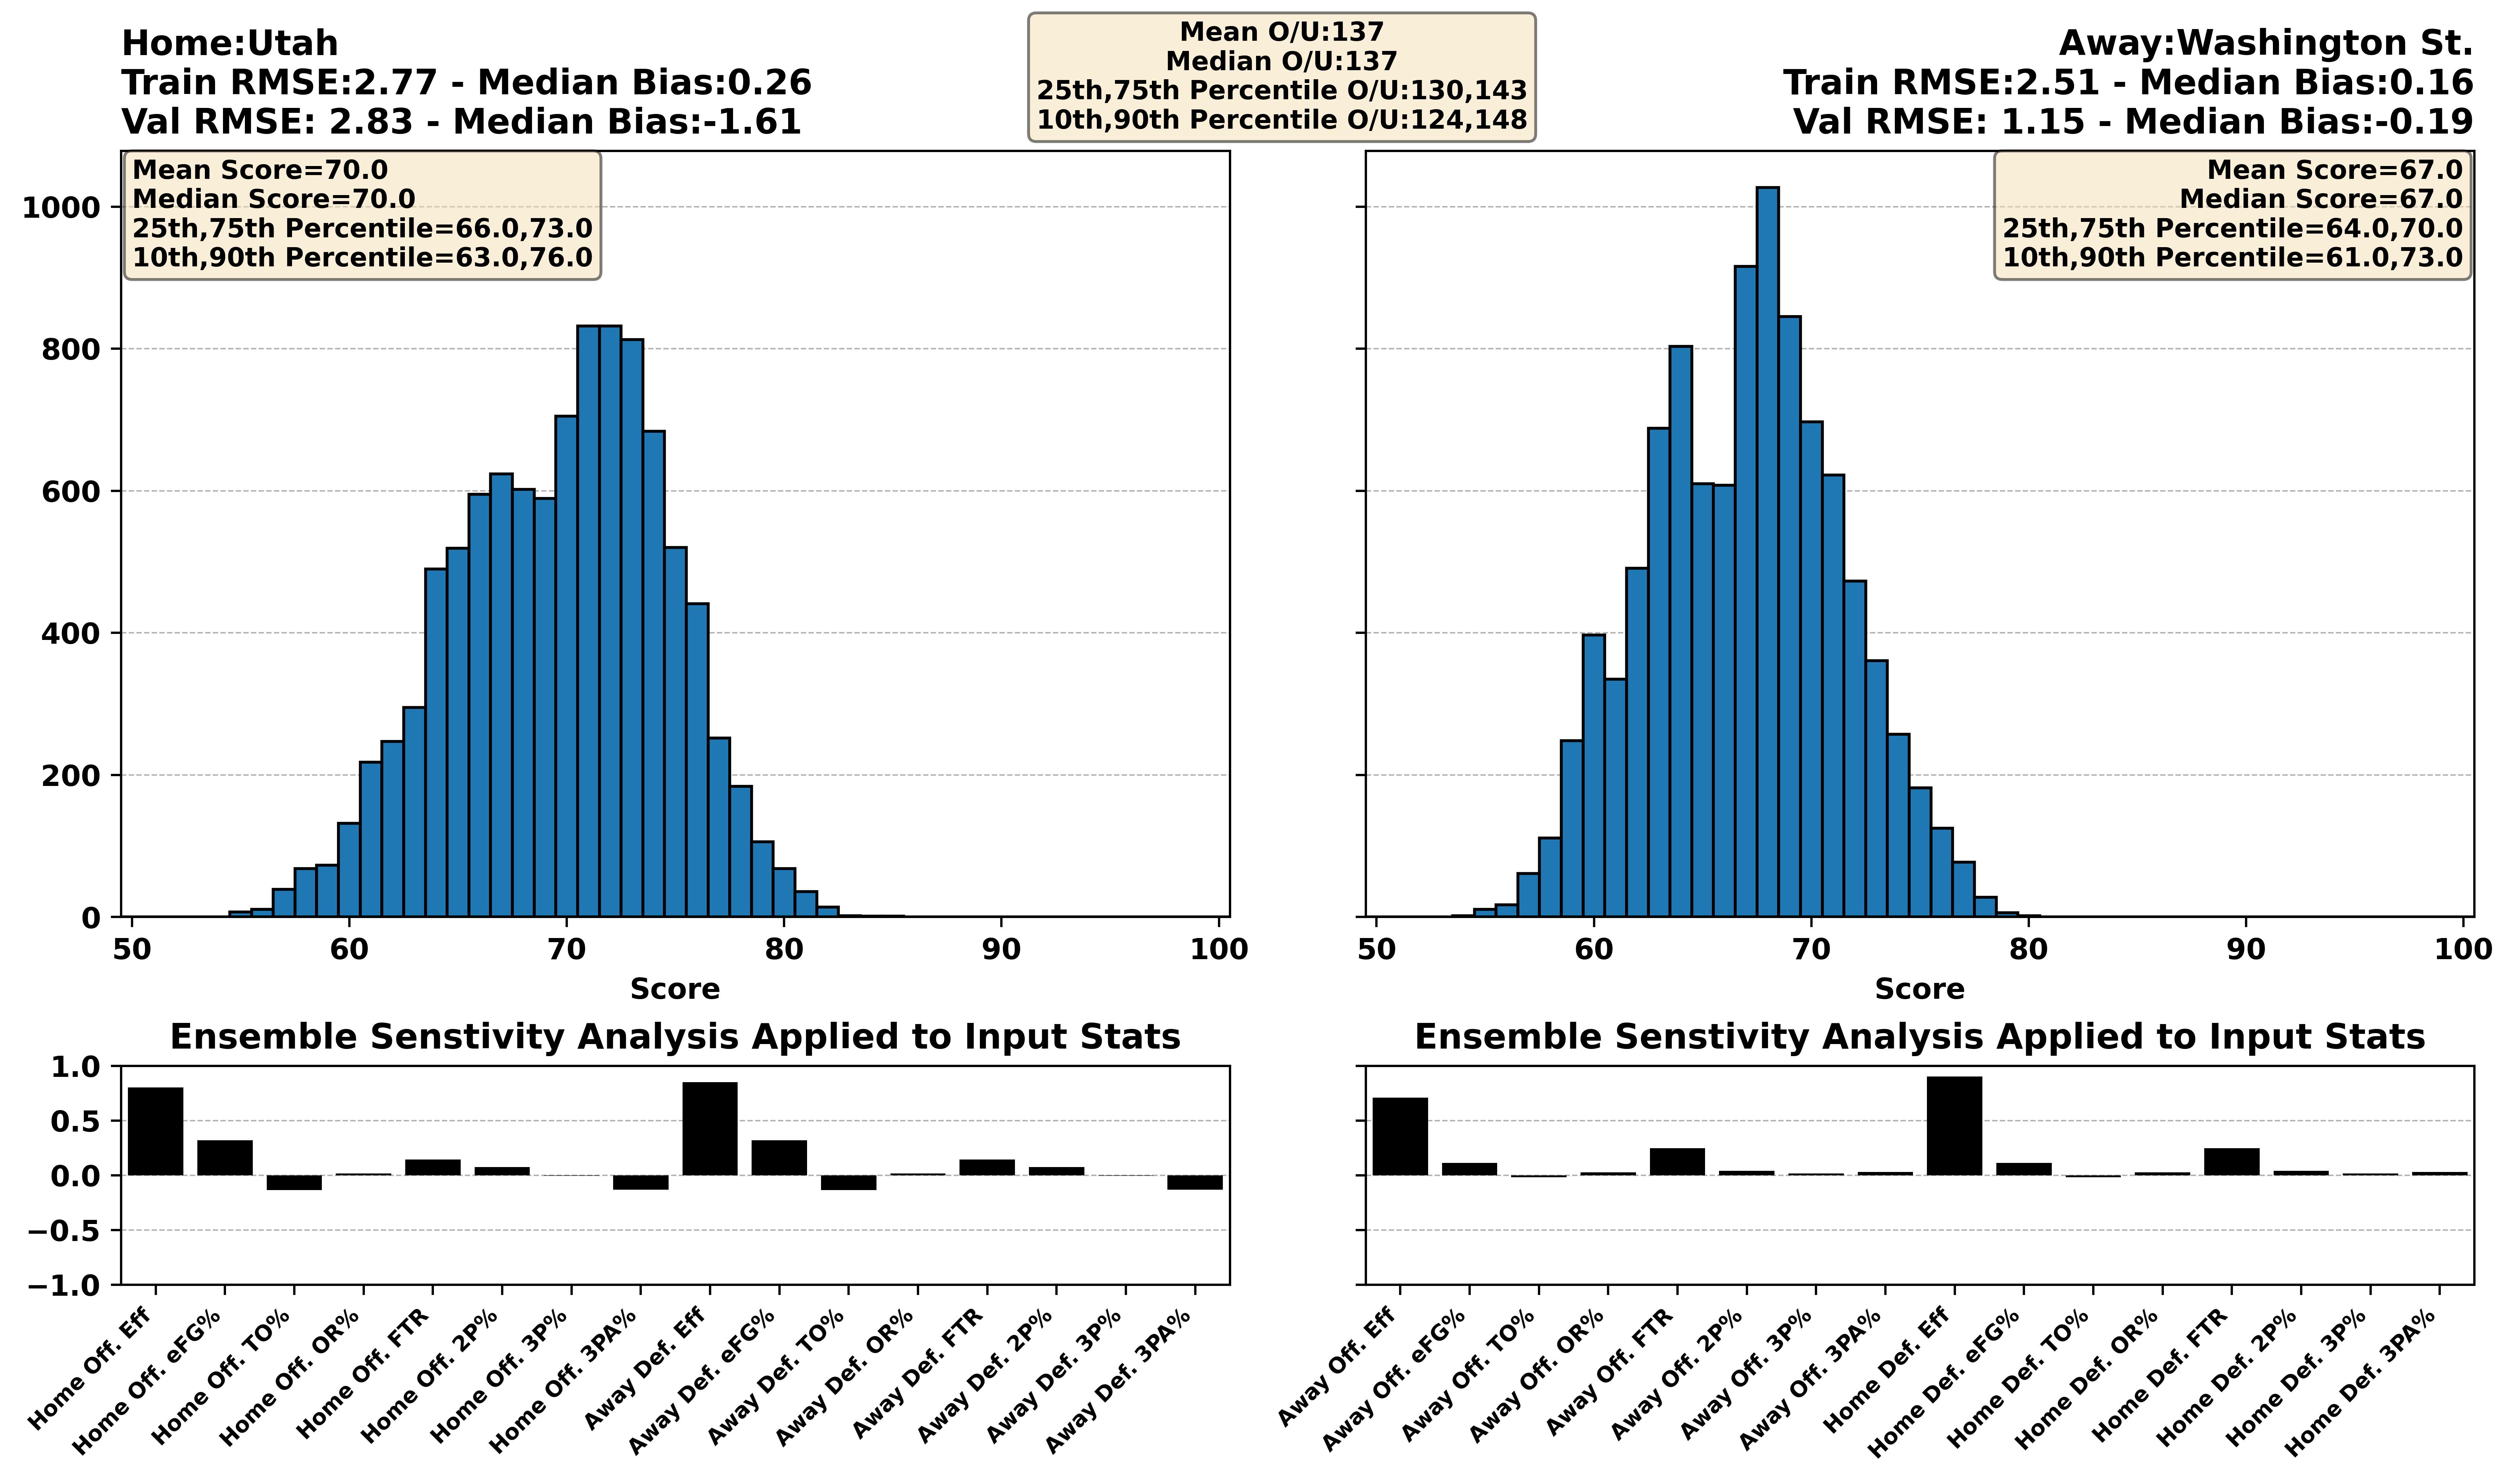 Home:Utah
Train RMSE:2.77 - Median Bias:0.26
Val RMSE: 2.83 - Median Bias:-1.61
Mean O/U:137
Median O/U:137
25th,75th Percentile O/U:130,143
10th,90th Percentile O/U:124,148
Away:Washington St.
Train RMSE:2.51 - Median Bias:0.16
Val RMSE: 1.15 - Median Bias:-0.19
Mean Score=70.0
Median Score=70.0
25th,75th Percentile=66.0,73.0
10th,90th Percentile=63.0,76.0
1000
800
600
400
200
0
50 60 70 80 90 100
Score
Mean Score=67.0
Median Score=67.0
25th,75th Percentile=64.0,70.0
10th,90th Percentile=61.0,73.0
50 60 70 80 90 100
Score
Ensemble Senstivity Analysis Applied to Input Stats
1.0
0.5
0.0
−0.5
−1.0
Home Off. Eff
Home Off. eFG%
Home Off. TO%
Home Off. OR%
Home Off. FTR
Home Off. 2P%
Home Off. 3P%
Home Off. 3PA%
Away Def. Eff
Away Def. eFG%
Away Def. TO%
Away Def. OR%
Away Def. FTR
Away Def. 2P%
Away Def. 3P%
Away Def. 3PA%
Ensemble Senstivity Analysis Applied to Input Stats
Away Off. Eff
Away Off. eFG%
Away Off. TO%
Away Off. OR%
Away Off. FTR
Away Off. 2P%
Away Off. 3P%
Away Off. 3PA%
Home Def. Eff
Home Def. eFG%
Home Def. TO%
Home Def. OR%
Home Def. FTR
Home Def. 2P%
Home Def. 3P%
Home Def. 3PA%